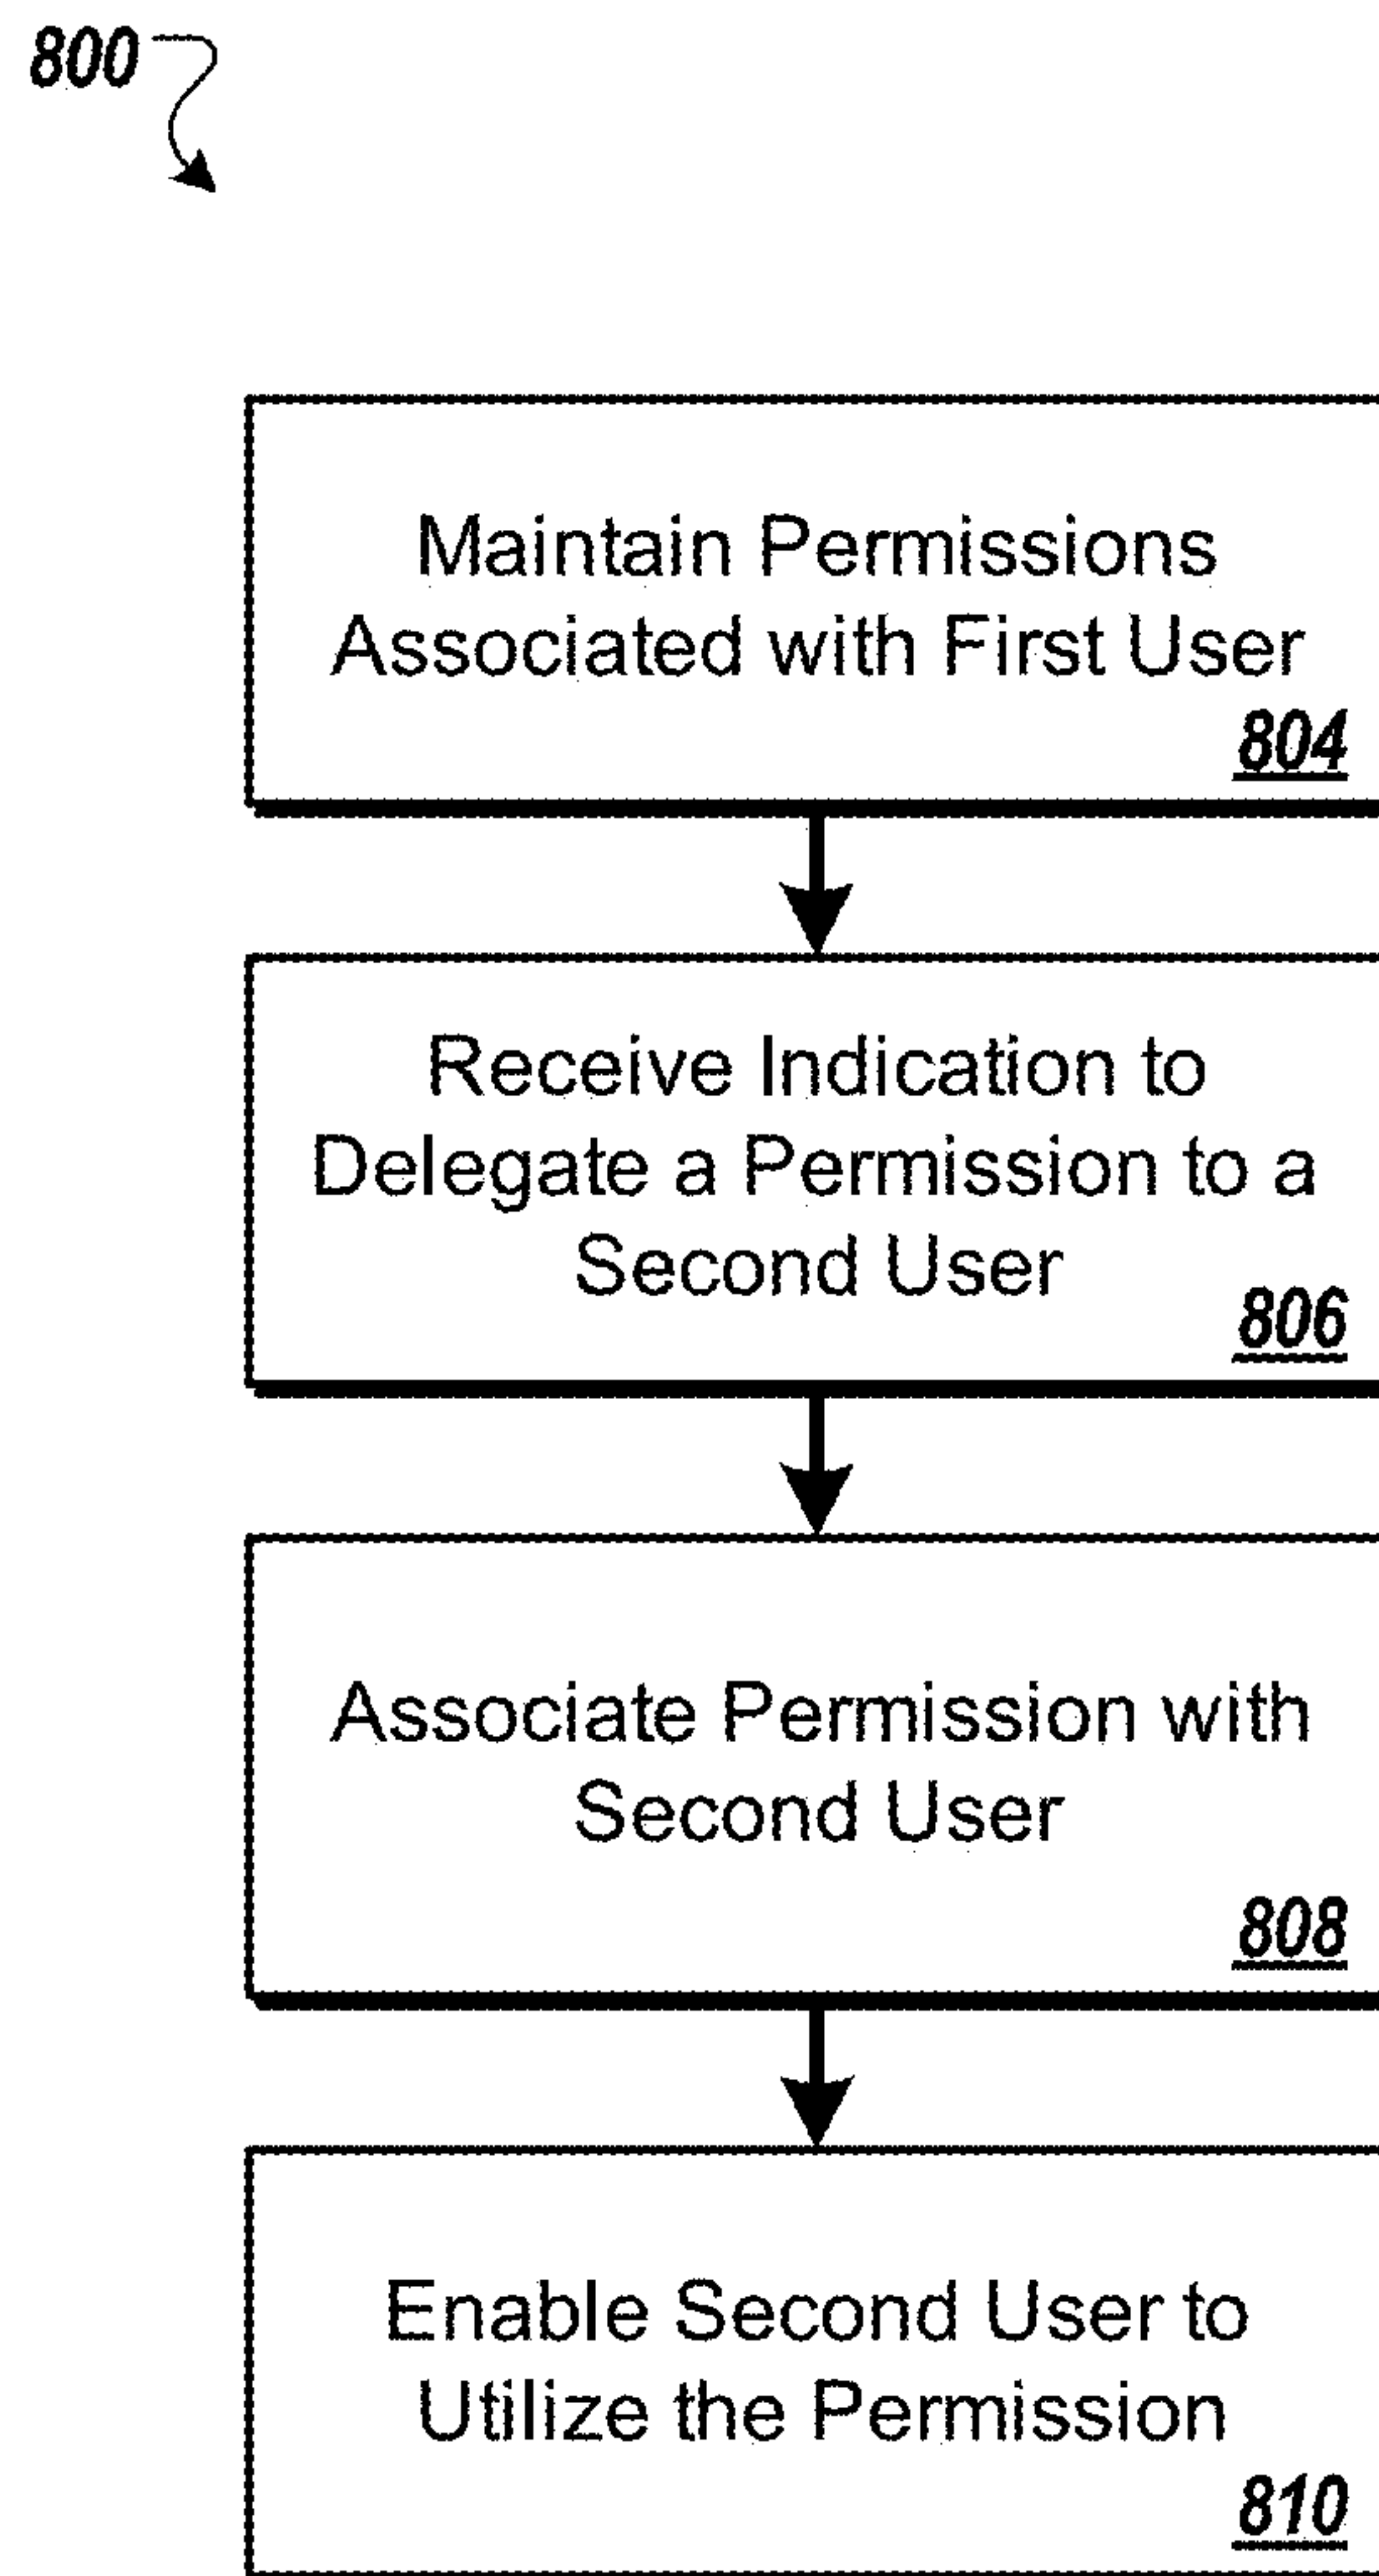 800
Maintain Permissions
Associated with First User
804
Receive Indication to
Delegate a Permission to a
Second User
806
Associate Permission with
Second User
808
Enable Second User to
Utilize the Permission
810